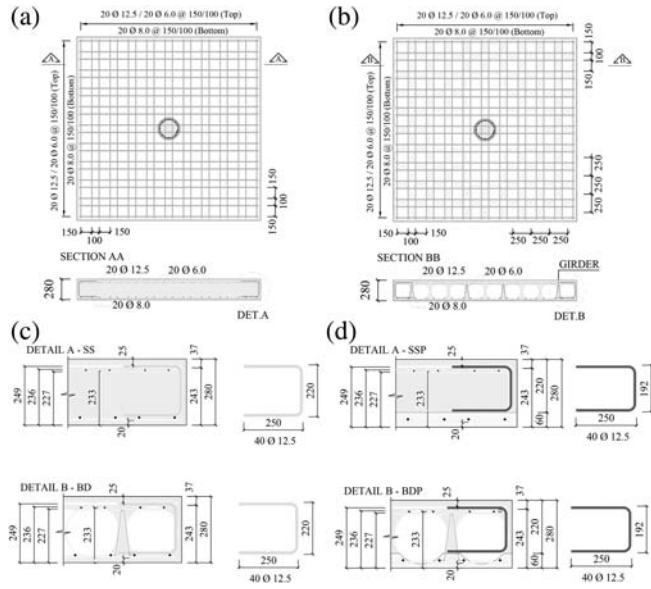 (a)
20 Ø 12.5 / 20 Ø 6.0 @ 150/100 (Top)
20 Ø 8.0 @ 150/100 (Bottom)
A
A
20 Ø 12.5 / 20 Ø 6.0 @ 150/100 (Top)
20 Ø 8.0 @ 150/100 (Bottom)
150
100
150
150
100
150
SECTION AA
20 Ø 12.5 20 Ø 6.0
280
20 Ø 8.0
DET.A
(b)
20 Ø 12.5 / 20 Ø 6.0 @ 150/100 (Top)
20 Ø 8.0 @ 150/100 (Bottom)
B
B
150
100
150
20 Ø 12.5 / 20 Ø 6.0 @ 150/100 (Top)
20 Ø 8.0 @ 150/100 (Bottom)
250
250
250
150
100
150
250
250
250
SECTION BB
20 Ø 12.5 20 Ø 6.0
GIRDER
280
20 Ø 8.0
DET.B
(c)
DETAIL A - SS
25
37
249
236
227
233
243
280
20
220
250
40 Ø 12.5
DETAIL B - BD
25
37
249
236
227
233
243
280
20
220
250
40 Ø 12.5
(d)
DETAIL A - SSP
25
37
249
236
227
233
243
220
60
280
20
192
250
40 Ø 12.5
DETAIL B - BDP
25
37
249
236
227
233
243
220
60
280
20
192
250
40 Ø 12.5